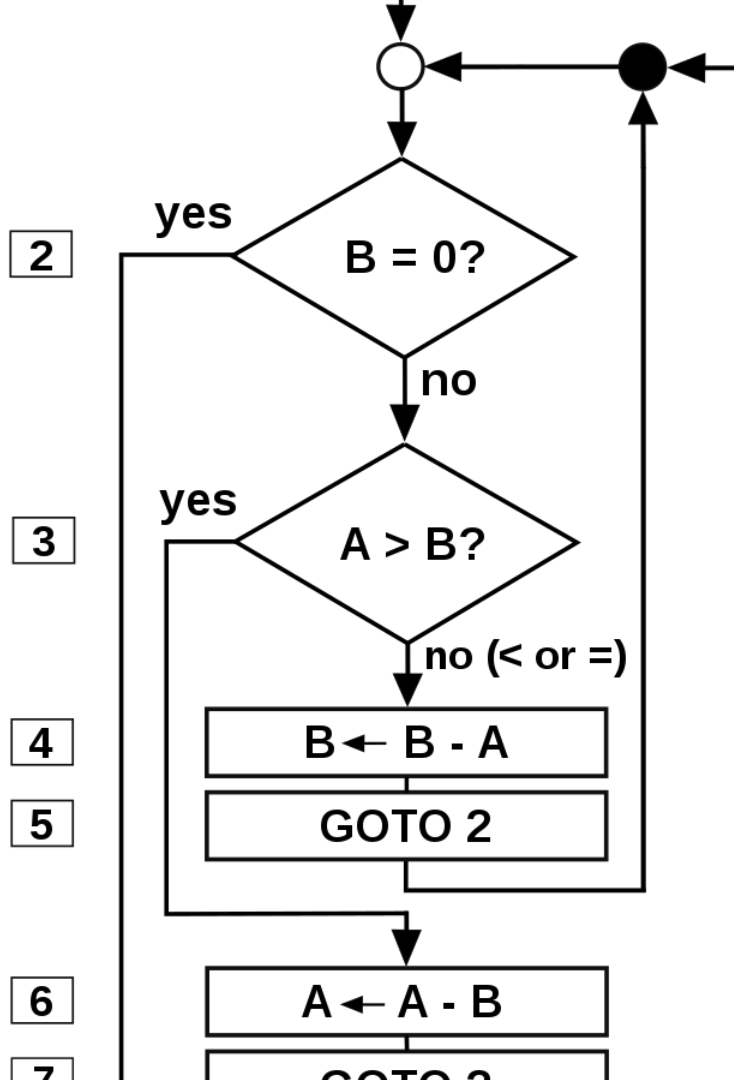 yes
2
B = 0?
no
yes
3
A > B?
no (< or =)
4
B ← B - A
5
GOTO 2
6
A ← A - B